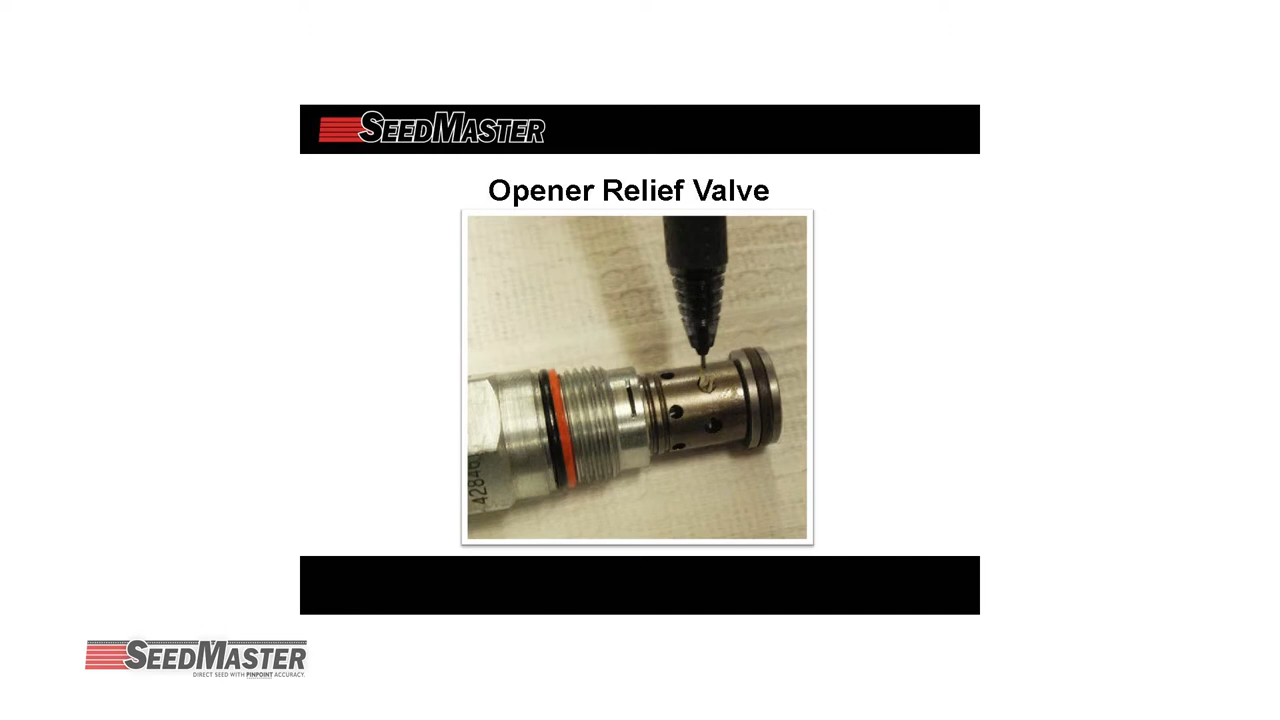 SEEDMASTER
Opener Relief Valve
SEEDMASTER
DIRECT SEED WITH PINPOINT ACCURACY.